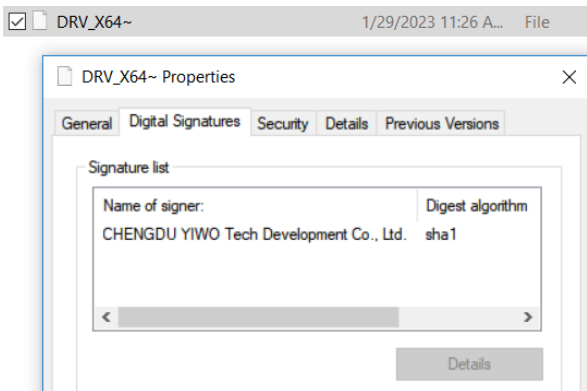 DRV_X64~ 1/29/2023 11:26 A... File
DRV_X64~ Properties
General Digital Signatures Security Details Previous Versions
Signature list
Name of signer: Digest algorithm
CHENGDU YIWO Tech Development Co., Ltd. sha1
Details